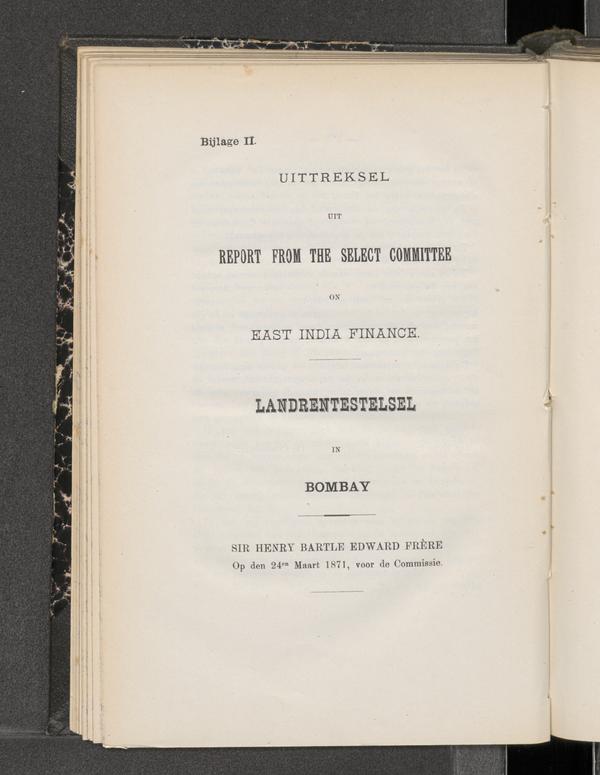 Bijlage II.
UITTREKSEL
UIT
REPORT FROM THE SELECT COMMITTEE
ON
EAST INDIA FINANCE.
LANDRENTESTELSEL
IN
BOMBAY
SIR HENRY BARTLE EDWARD FRÈRE
Op den 24en Maart 1871, voor de Commissie.